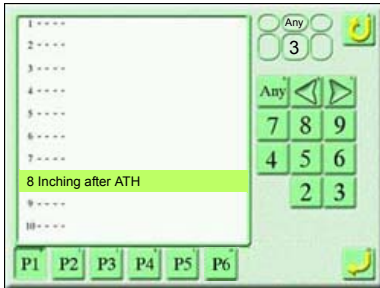 1 ----
2 ----
3 ----
4 ----
5 ----
6 ----
7 ----
8 Inching after ATH
9 ----
10----
Any
3
Any
7 8 9
4 5 6
2 3
P1 P2 P3 P4 P5 P6